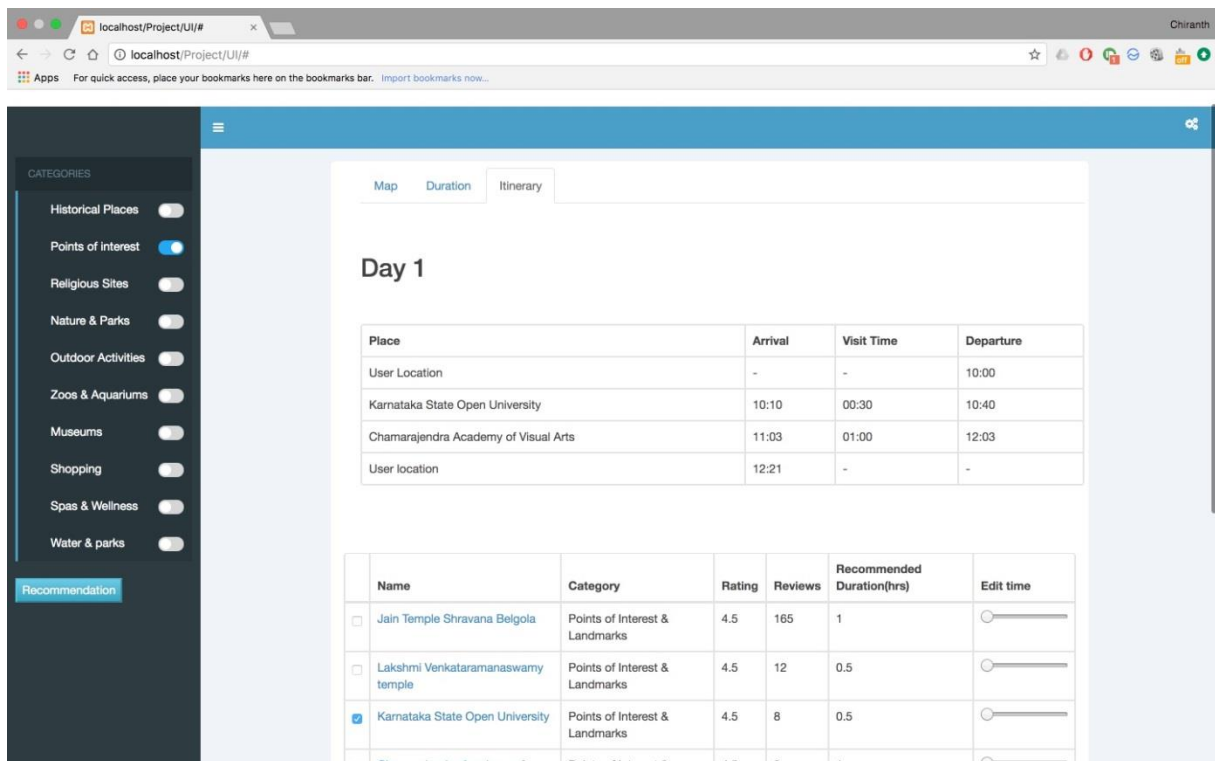 localhost/Project/UI/#
Chiranth
localhost/Project/UI/#
Apps For quick access, place your bookmarks here on the bookmarks bar. Import bookmarks now...
CATEGORIES
Historical Places
Points of interest
Religious Sites
Nature & Parks
Outdoor Activities
Zoos & Aquariums
Museums
Shopping
Spas & Wellness
Water & parks
Recommendation
Map Duration Itinerary
Day 1
Place Arrival Visit Time Departure
User Location - - 10:00
Karnataka State Open University 10:10 00:30 10:40
Chamarajendra Academy of Visual Arts 11:03 01:00 12:03
User location 12:21 - -
Name Category Rating Reviews Recommended Duration(hrs) Edit time
Jain Temple Shravana Belgola Points of Interest & Landmarks 4.5 165 1
Lakshmi Venkataramanaswamy temple Points of Interest & Landmarks 4.5 12 0.5
Karnataka State Open University Points of Interest & Landmarks 4.5 8 0.5